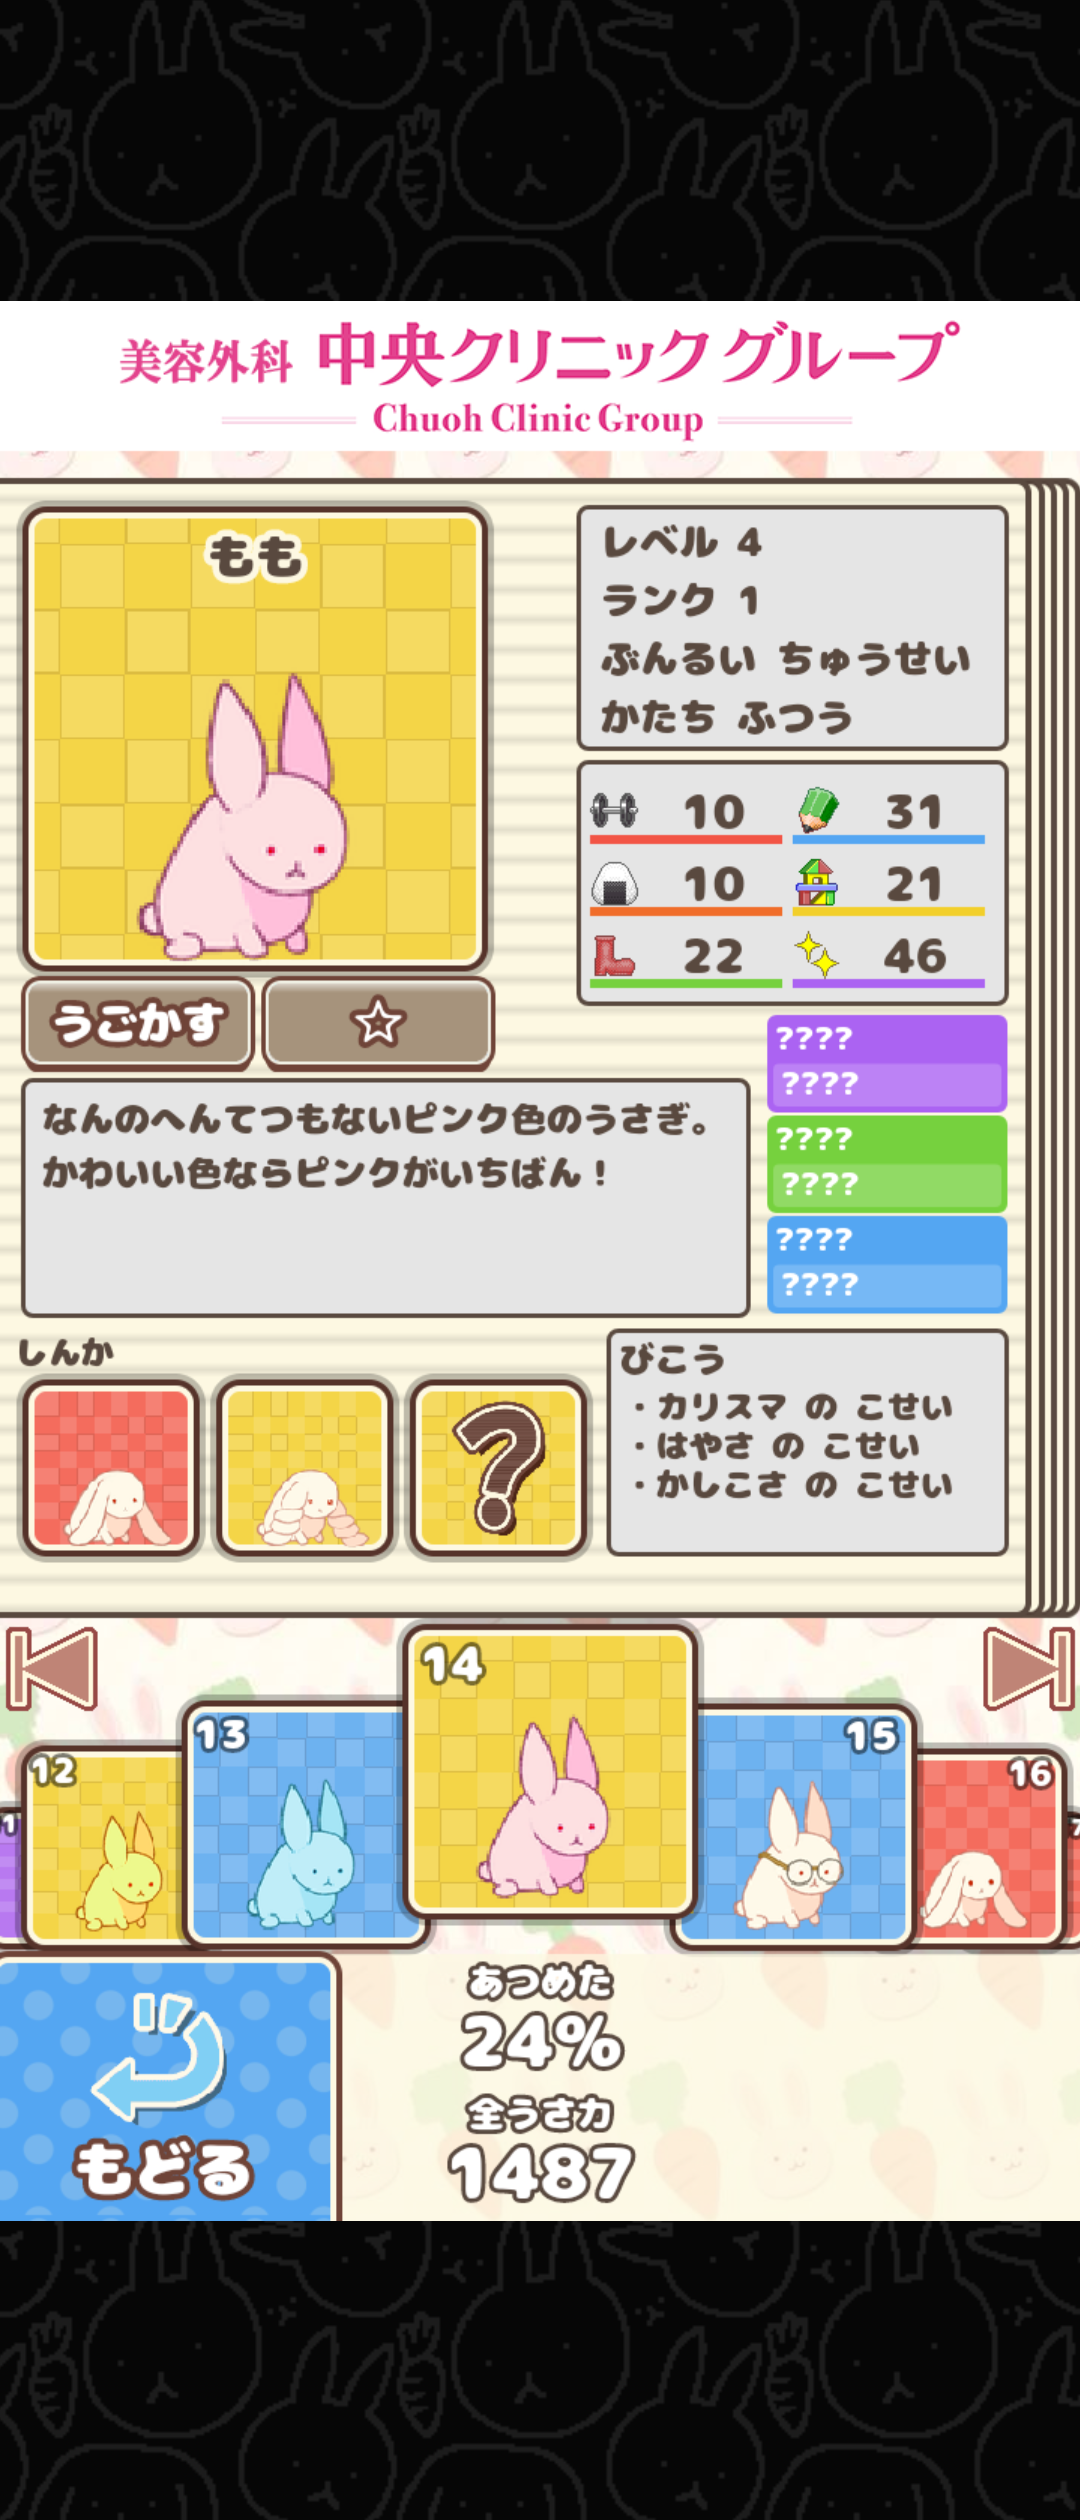 美容外科 中央クリニックグループ
Chuoh Clinic Group
もも
レベル 4
ランク 1
ぶんるい ちゅうせい
かたち ふつう
10 31
10 21
22 46
うごかす
????
????
????
????
????
????
なんのへんてつもないピンク色のうさぎ。
かわいい色ならピンクがいちばん！
しんか
?
びこう
・カリスマ の こせい
・はやさ の こせい
・かしこさ の こせい
12
13
14
15
16
もどる
あつめた
24%
全うさ力
1487